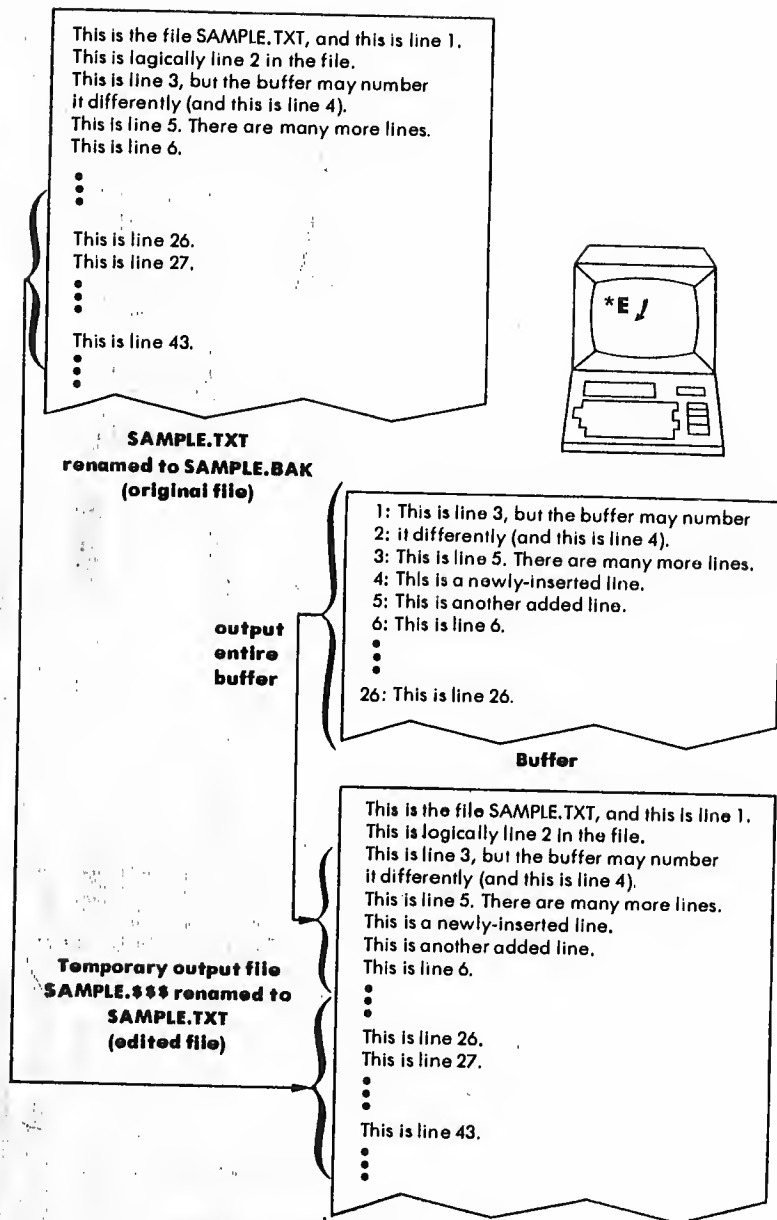 This is the file SAMPLE.TXT, and this is line 1.
This is lagically line 2 in the file.
This is line 3, but the buffer may number
it differently (and this is line 4).
This is line 5. There are many more lines.
This is line 6.
This is line 26.
This is line 27.
This is line 43.
SAMPLE.TXT
renamed to SAMPLE.BAK
(original file)
*E
1: This is line 3, but the buffer may number
2: it differently (and this is line 4).
3: This is line 5. There are many more lines.
4: This is a newly-inserted line.
5: This is another added line.
6: This is line 6.
26: This is line 26.
Buffer
output
entire
buffer
This is the file SAMPLE.TXT, and this is line 1.
This is logically line 2 in the file.
This is line 3, but the buffer may number
it differently (and this is line 4).
This is line 5. There are many more lines.
This is a newly-inserted line.
This is another added line.
This is line 6.
This is line 26.
This is line 27.
This is line 43.
Temporary output file
SAMPLE.$$$ renamed to
SAMPLE.TXT
(edited file)